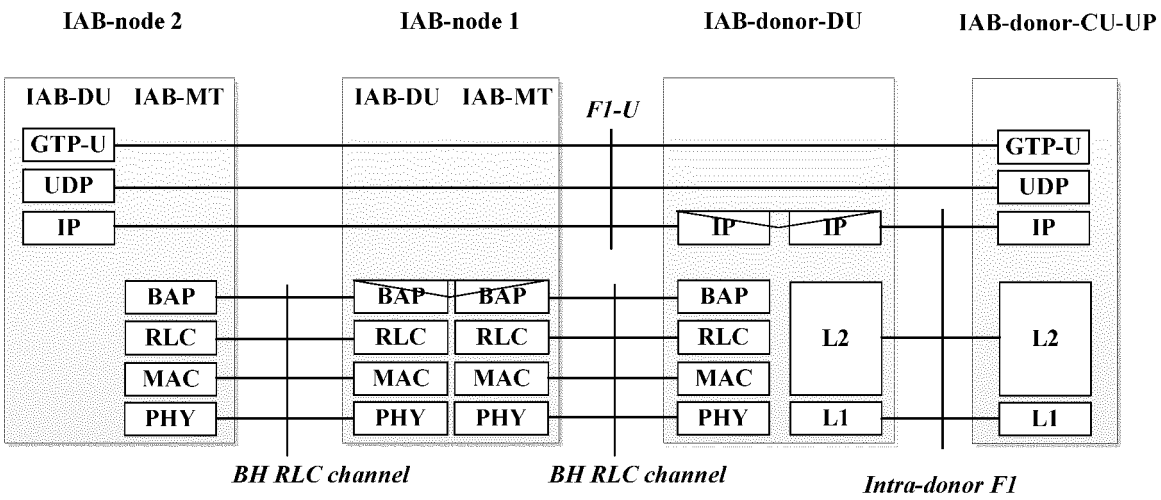 IAB-node 2 IAB-node 1 IAB-donor-DU IAB-donor-CU-UP
IAB-DU IAB-MT IAB-DU IAB-MT
F1-U
GTP-U GTP-U
UDP UDP
IP IP IP IP
BAP BAP BAP BAP
RLC RLC RLC RLC L2 L2
MAC MAC MAC MAC
PHY PHY PHY PHY L1 L1
BH RLC channel BH RLC channel Intra-donor F1